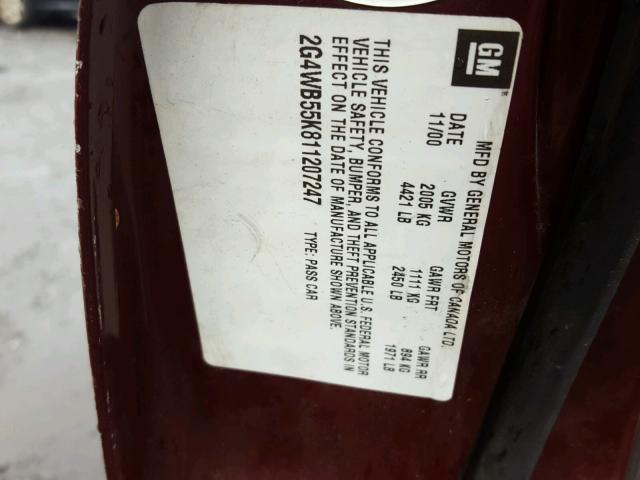 GM
MFD BY GENERAL MOTORS OF CANADA LTD.
DATE GVWR GAWR FRT GAWR RR
11/00 2005 KG 1111 KG 894 KG
4421 LB 2450 LB 1971 LB
THIS VEHICLE CONFORMS TO ALL APPLICABLE U.S. FEDERAL MOTOR
VEHICLE SAFETY, BUMPER, AND THEFT PREVENTION STANDARDS IN
EFFECT ON THE DATE OF MANUFACTURE SHOWN ABOVE.
2G4WB55K811207247 TYPE: PASS CAR